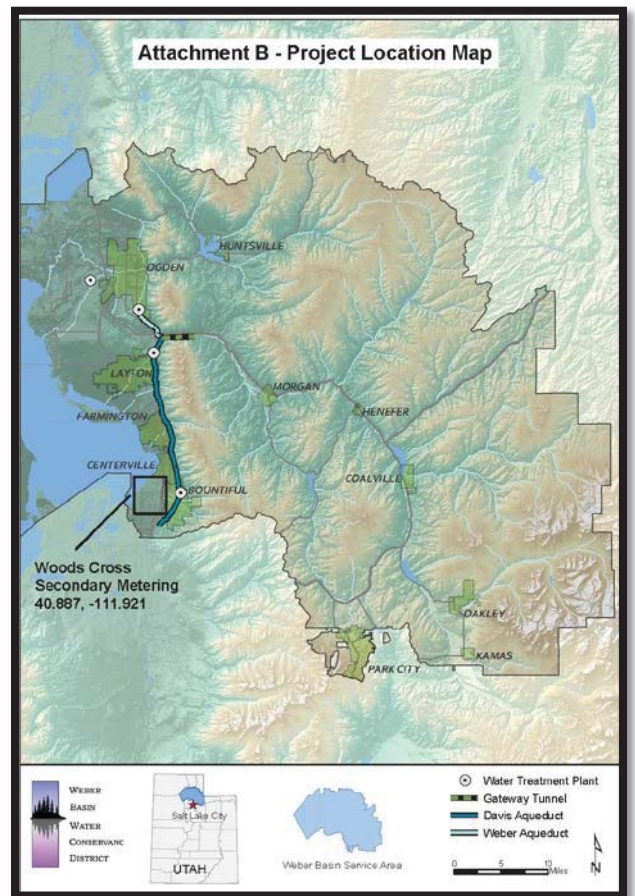 Attachment B - Project Location Map
HUNTSVILLE
OGDEN
LAYTON
MORGAN
HENEFER
FARMINGTON
CENTERVILLE
COALVILLE
BOUNTIFUL
Woods Cross
Secondary Metering
40.887, -111.921
OAKLEY
KAMAS
PARK CITY
WEBER
BASIN
WATER
CONSERVANC
DISTRICT
Salt Lake City
UTAH
Weber Basin Service Area
Water Treatment Plant
Gateway Tunnel
Davis Aqueduct
Weber Aqueduct
0 5 10
Miles
N